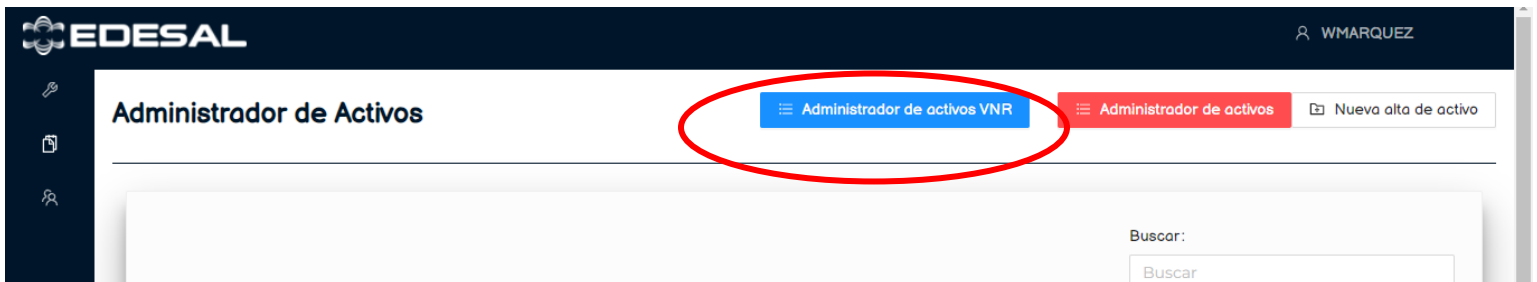 EDESAL
WMARQUEZ
Administrador de Activos
Administrador de activos VNR
Administrador de activos
Nueva alta de activo
Buscar:
Buscar